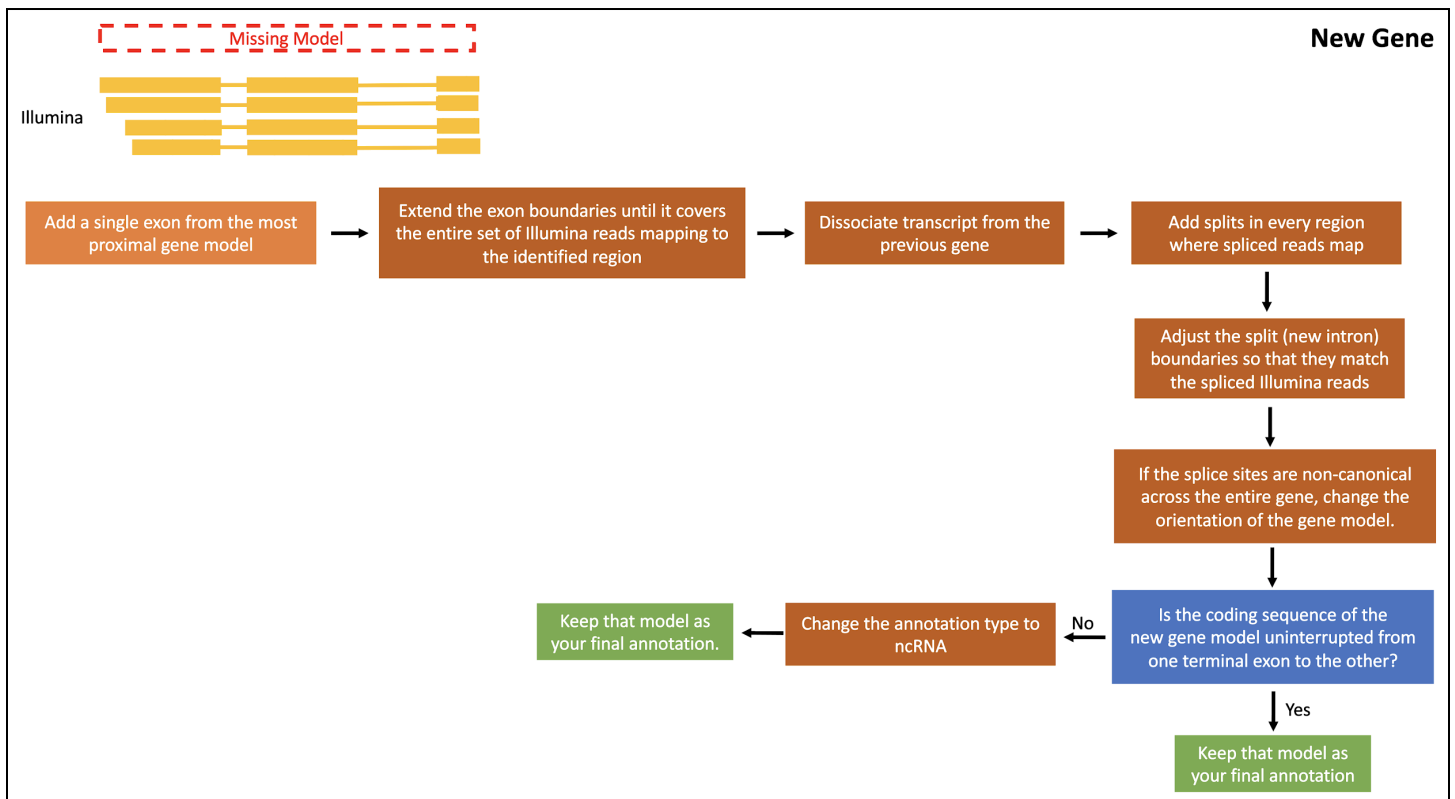 Missing Model
New Gene
Illumina
Add a single exon from the most
proximal gene model
Extend the exon boundaries until it covers
the entire set of Illumina reads mapping to
the identified region
Dissociate transcript from the
previous gene
Add splits in every region
where spliced reads map
Adjust the split (new intron)
boundaries so that they match
the spliced Illumina reads
If the splice sites are non-canonical
across the entire gene, change the
orientation of the gene model.
Is the coding sequence of the
new gene model uninterrupted from
one terminal exon to the other?
No
Change the annotation type to
ncRNA
Keep that model as
your final annotation.
Yes
Keep that model as
your final annotation